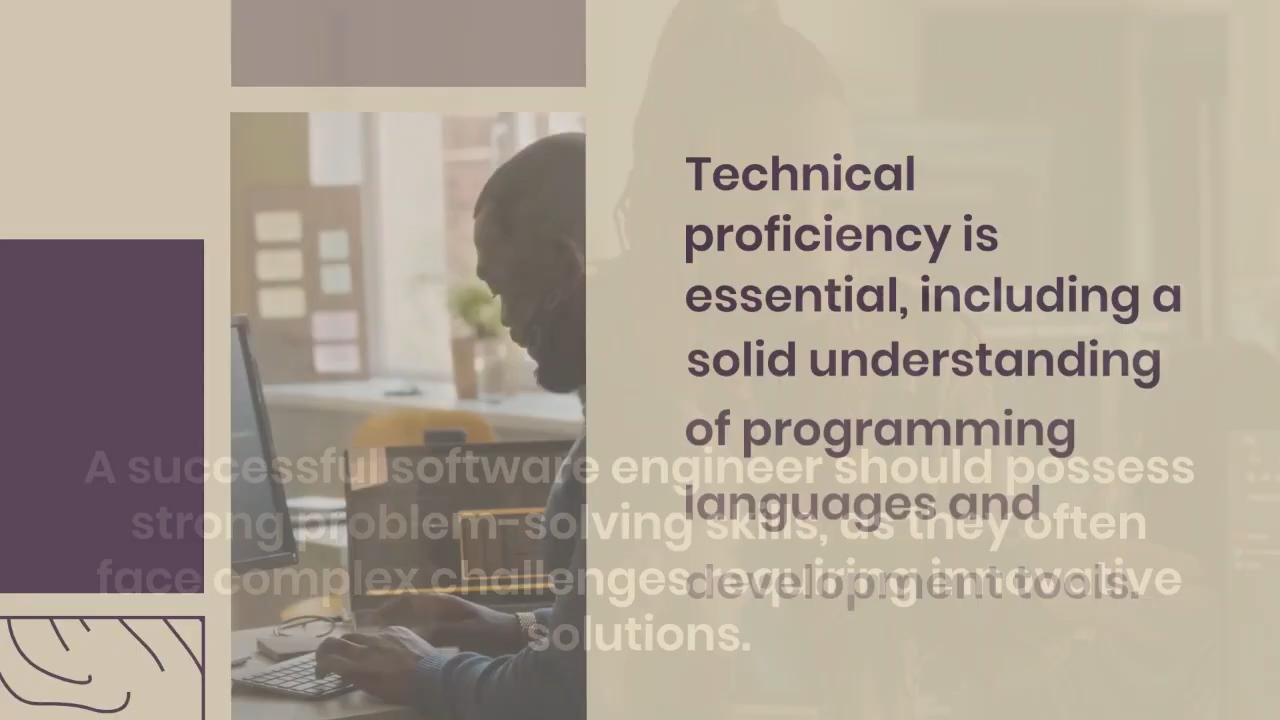 Technical
proficiency is
essential, including a
solid understanding
of programming
languages and
development tools.
A successful software engineer should possess
strong problem-solving skills, as they often
face complex challenges requiring innovative
solutions.